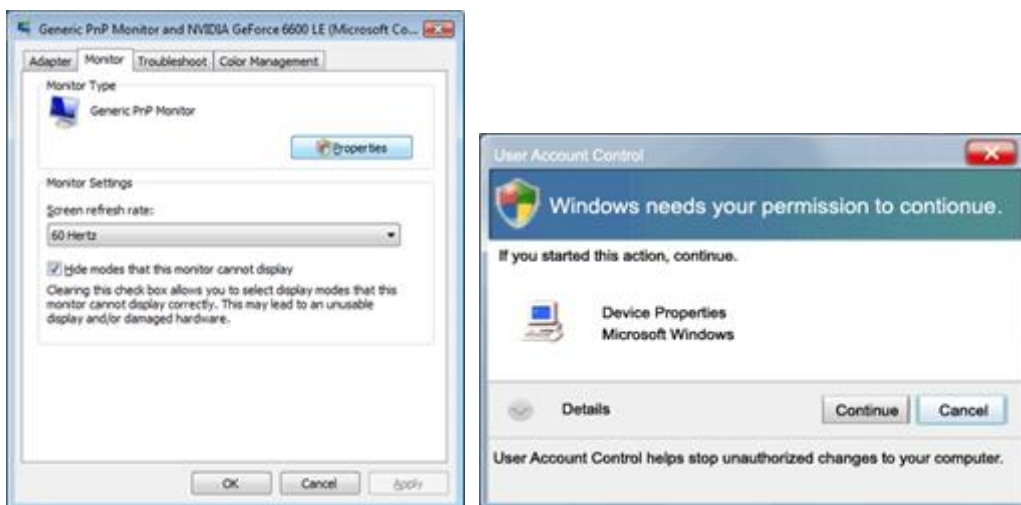 Generic PnP Monitor and NVIDIA GeForce 6600 LE (Microsoft Co...
Adapter Monitor Troubleshoot Color Management
Monitor Type
Generic PnP Monitor
Properties
Monitor Settings
Screen refresh rate:
60 Hertz
Hide modes that this monitor cannot display
Clearing this check box allows you to select display modes that this
monitor cannot display correctly. This may lead to an unusable
display and/or damaged hardware.
OK Cancel Apply
User Account Control
Windows needs your permission to contionue.
If you started this action, continue.
Device Properties
Microsoft Windows
Details Continue Cancel
User Account Control helps stop unauthorized changes to your computer.